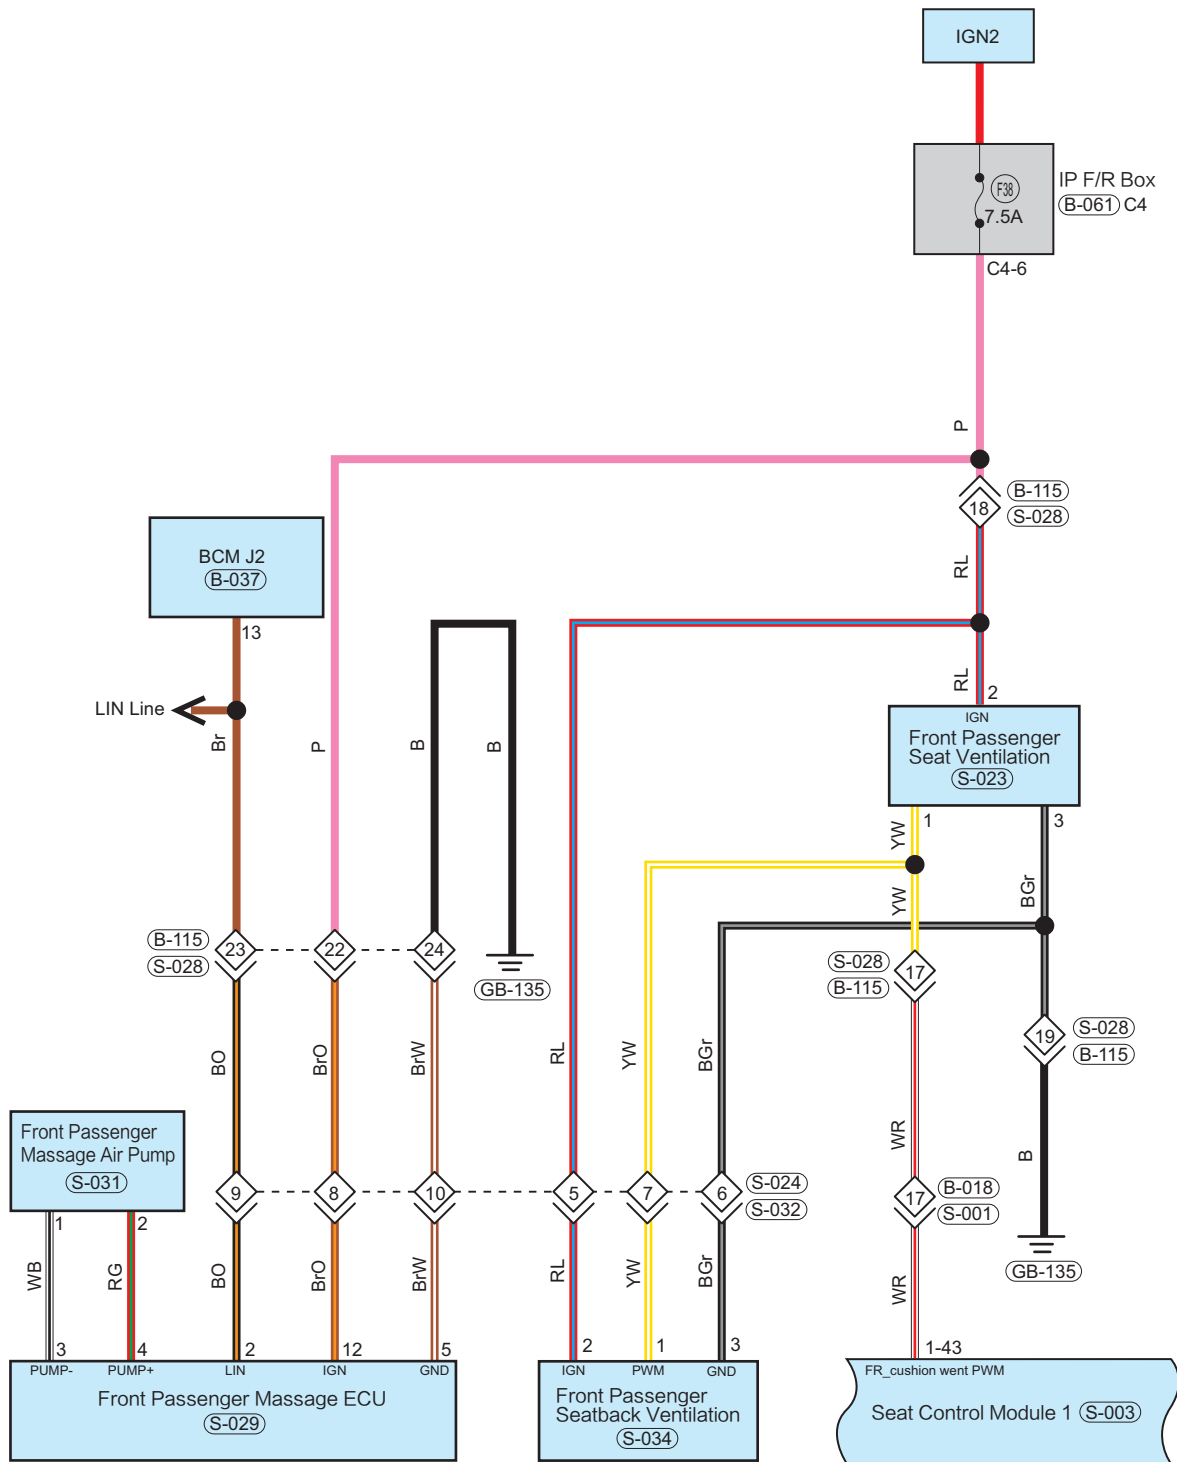 IGN2
F38
7.5A
IP F/R Box
B-061 C4
C4-6
P
B-115
18
S-028
BCM J2
B-037
13
RL
LIN Line
Br
P
B
B
RL
2
IGN
Front Passenger
Seat Ventilation
S-023
1
3
YW
YW
BGr
B-115
S-028
23
22
24
GB-135
S-028
B-115
17
19
S-028
B-115
BO
BrO
BrW
RL
YW
BGr
WR
B
Front Passenger
Massage Air Pump
S-031
9
8
10
5
7
6
S-024
S-032
17
B-018
S-001
GB-135
1
2
WB
RG
BO
BrO
BrW
RL
YW
BGr
WR
3
4
2
12
5
2
1
3
1-43
PUMP-
PUMP+
LIN
IGN
GND
IGN
PWM
GND
FR_cushion went PWM
Front Passenger Massage ECU
S-029
Front Passenger
Seatback Ventilation
S-034
Seat Control Module 1 S-003